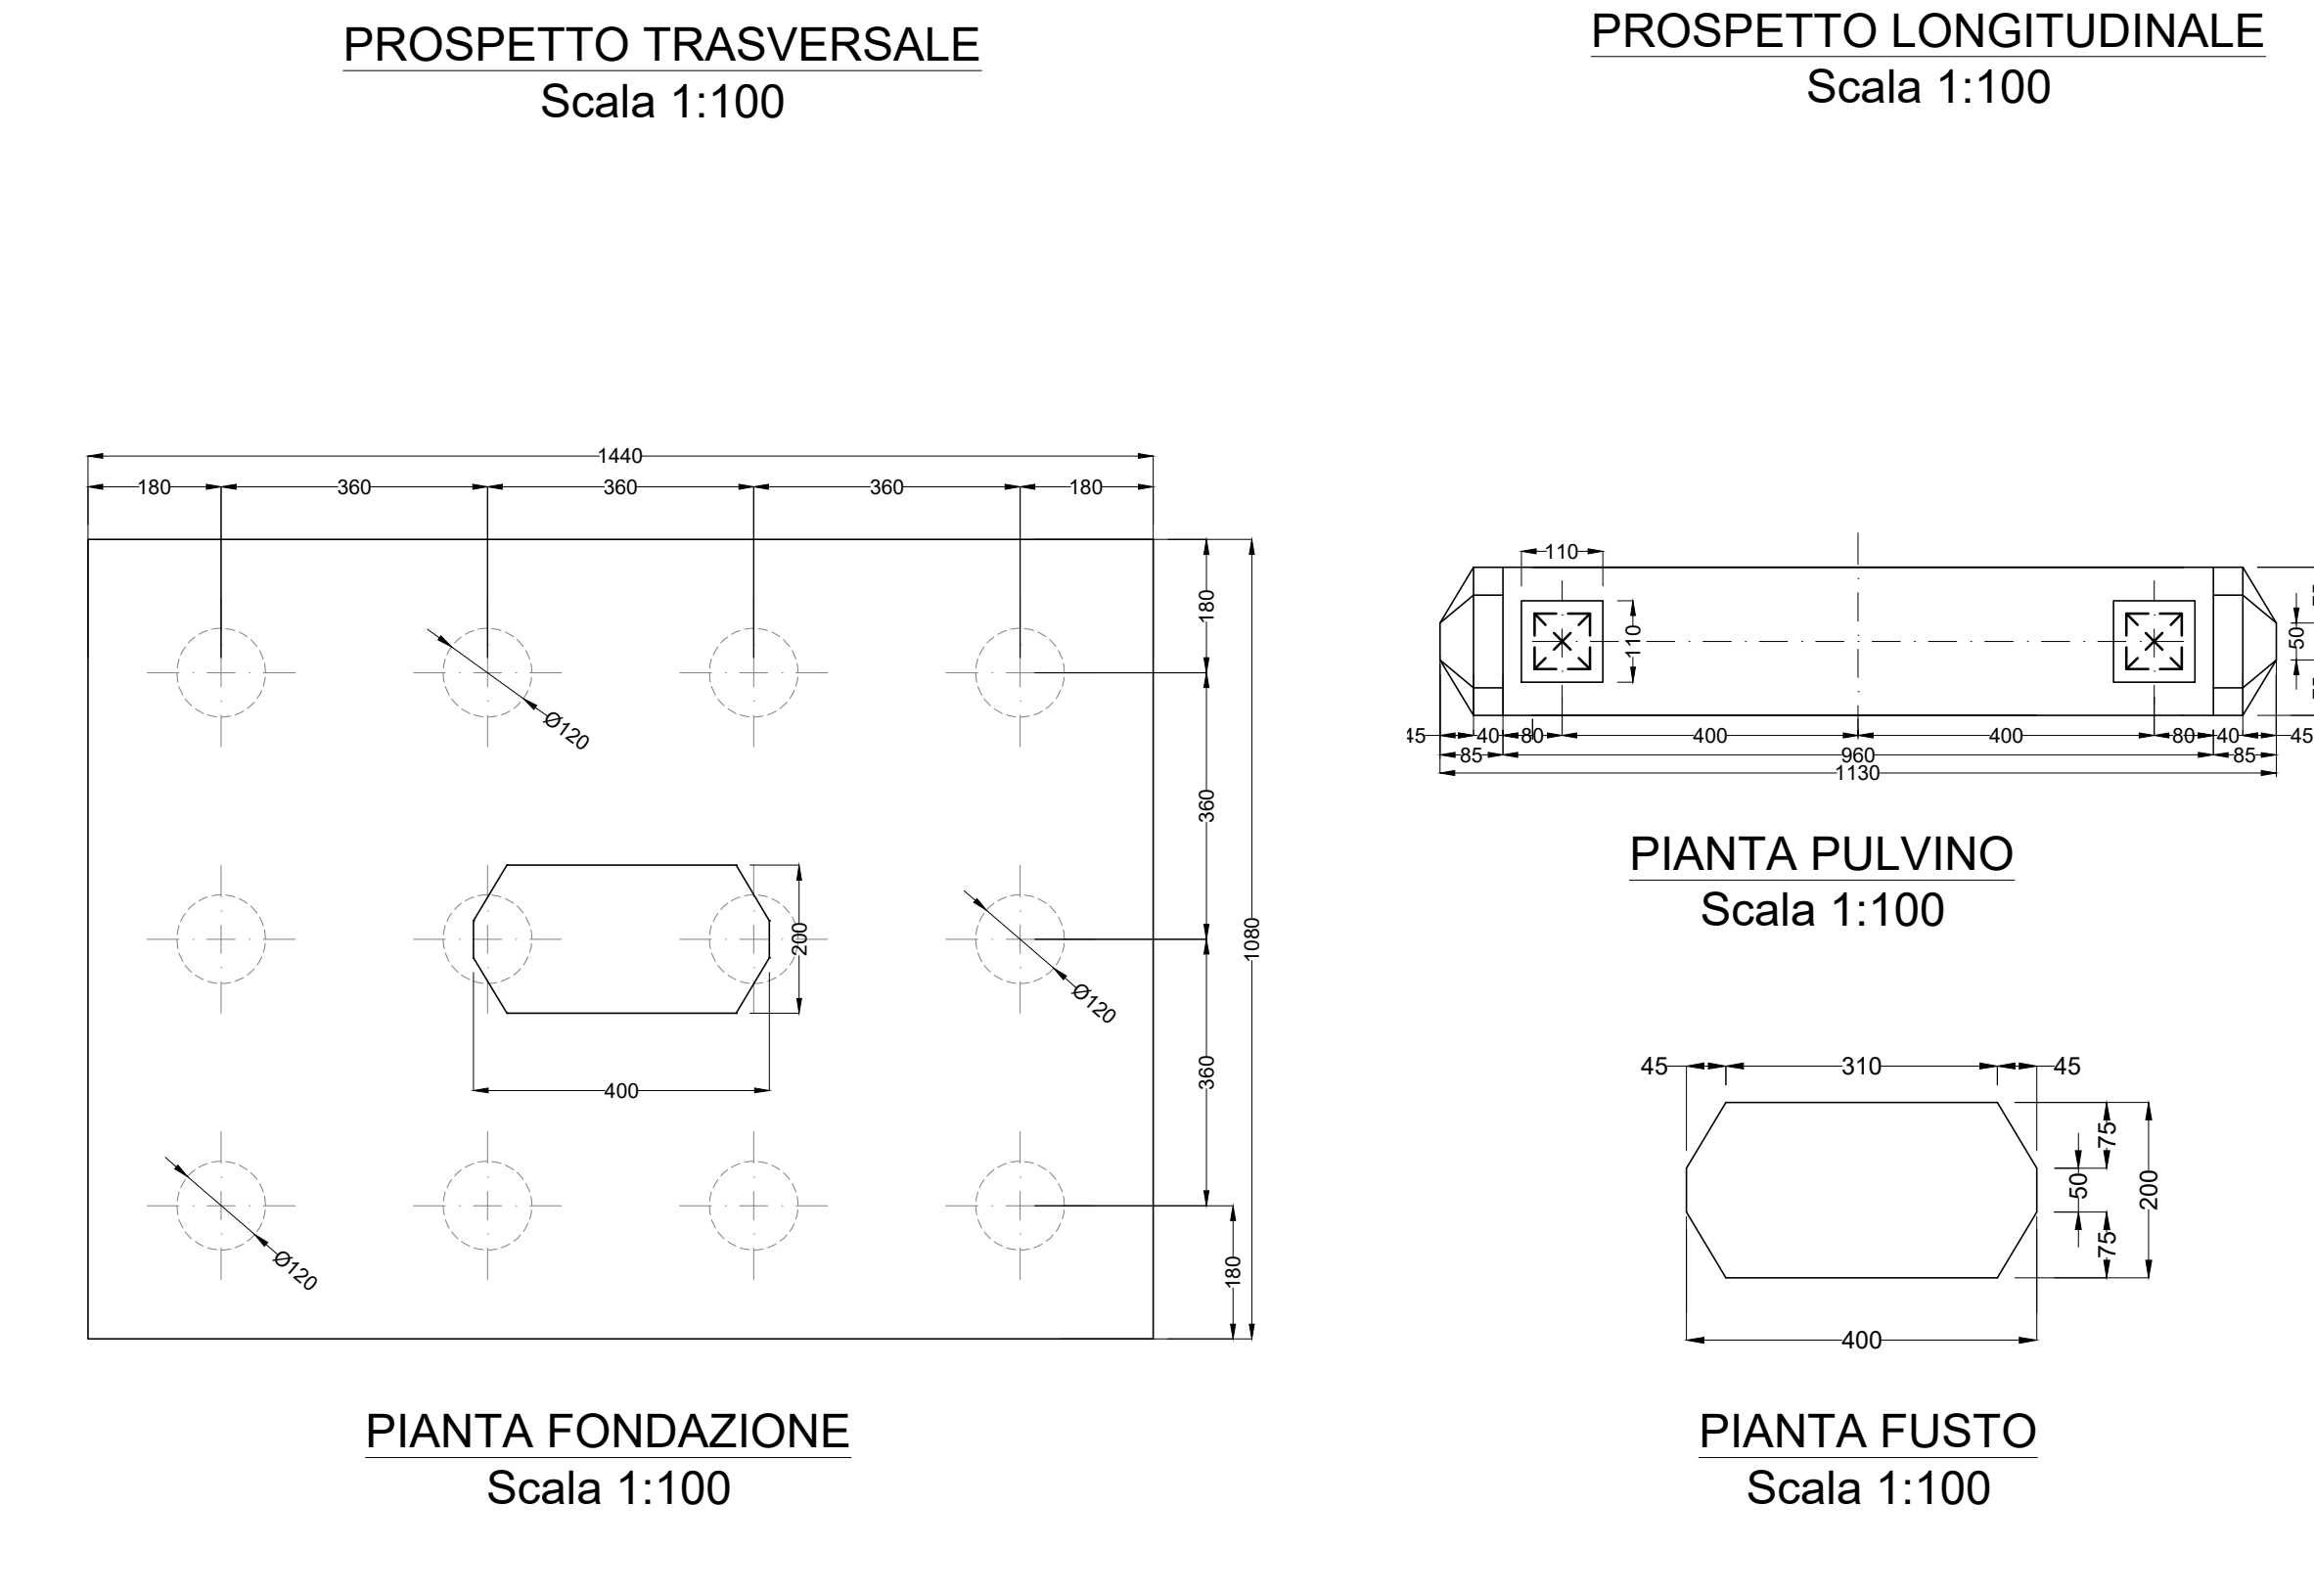 PROSPETTO TRASVERSALE
Scala 1:100
PROSPETTO LONGITUDINALE
Scala 1:100
1440
180 360 360 360 180
180
360
360
180
1080
Ø120
Ø120
Ø120
200
400
PIANTA FONDAZIONE
Scala 1:100
110
110
50
45 40 80 400 400 80 40 45
85 960 85
1130
PIANTA PULVINO
Scala 1:100
45 310 45
75
50
75
200
400
PIANTA FUSTO
Scala 1:100